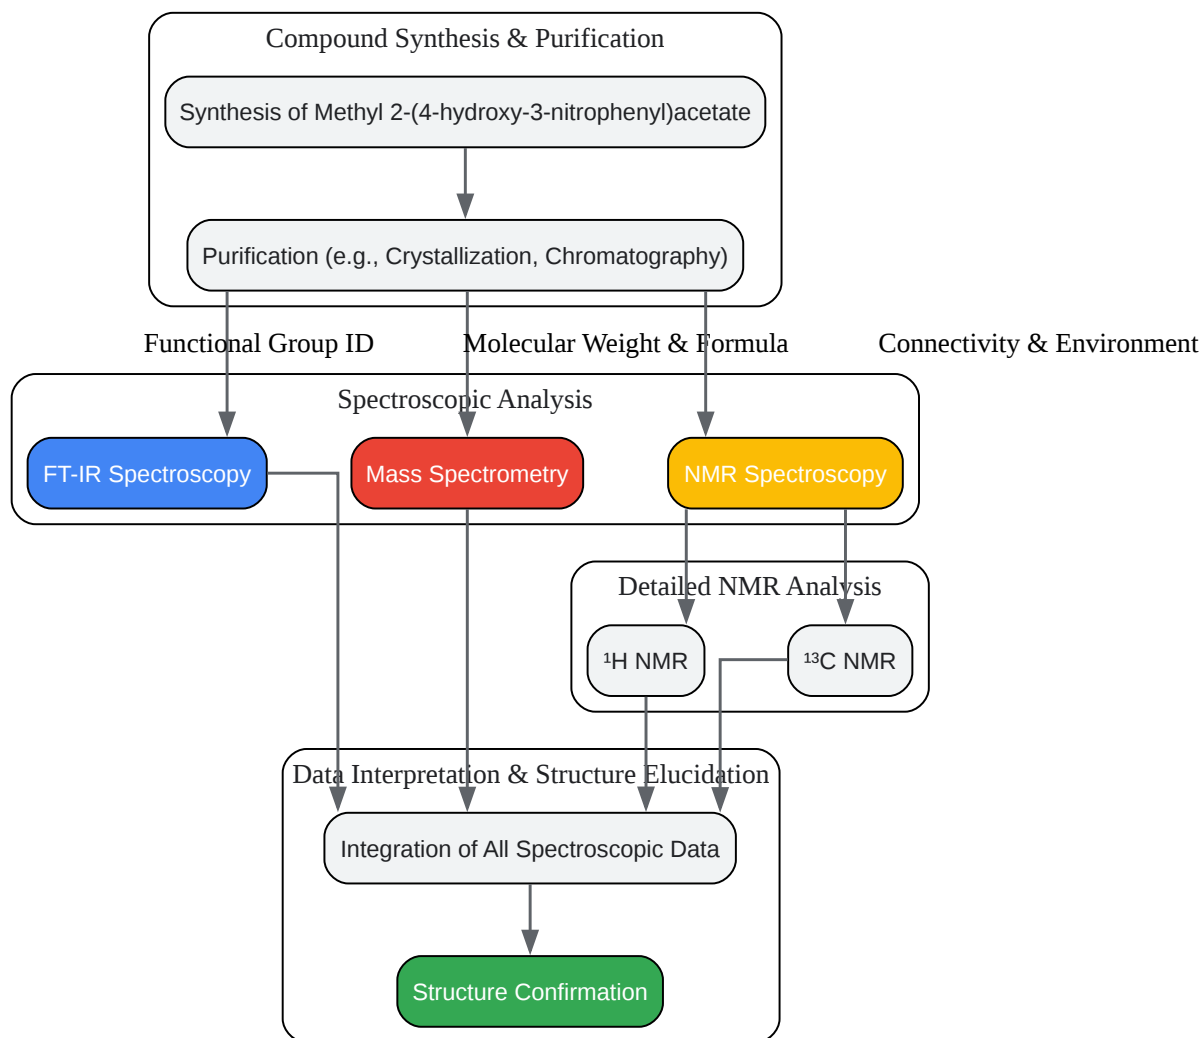 Compound Synthesis & Purification
Synthesis of Methyl 2-(4-hydroxy-3-nitrophenyl)acetate
Purification (e.g., Crystallization, Chromatography)
Functional Group ID
Molecular Weight & Formula
Connectivity & Environment
Spectroscopic Analysis
FT-IR Spectroscopy
Mass Spectrometry
NMR Spectroscopy
Detailed NMR Analysis
¹H NMR
¹³C NMR
Data Interpretation & Structure Elucidation
Integration of All Spectroscopic Data
Structure Confirmation